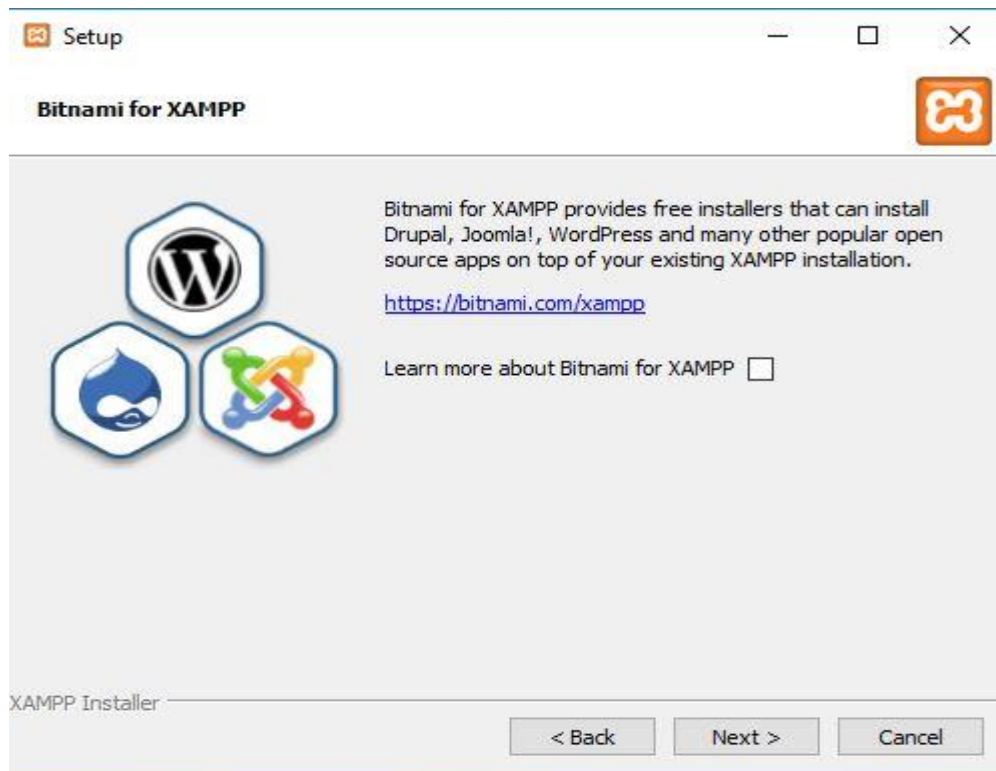 Setup
Bitnami for XAMPP
Bitnami for XAMPP provides free installers that can install
Drupal, Joomla!, WordPress and many other popular open
source apps on top of your existing XAMPP installation.
https://bitnami.com/xampp
Learn more about Bitnami for XAMPP
XAMPP Installer
< Back
Next >
Cancel